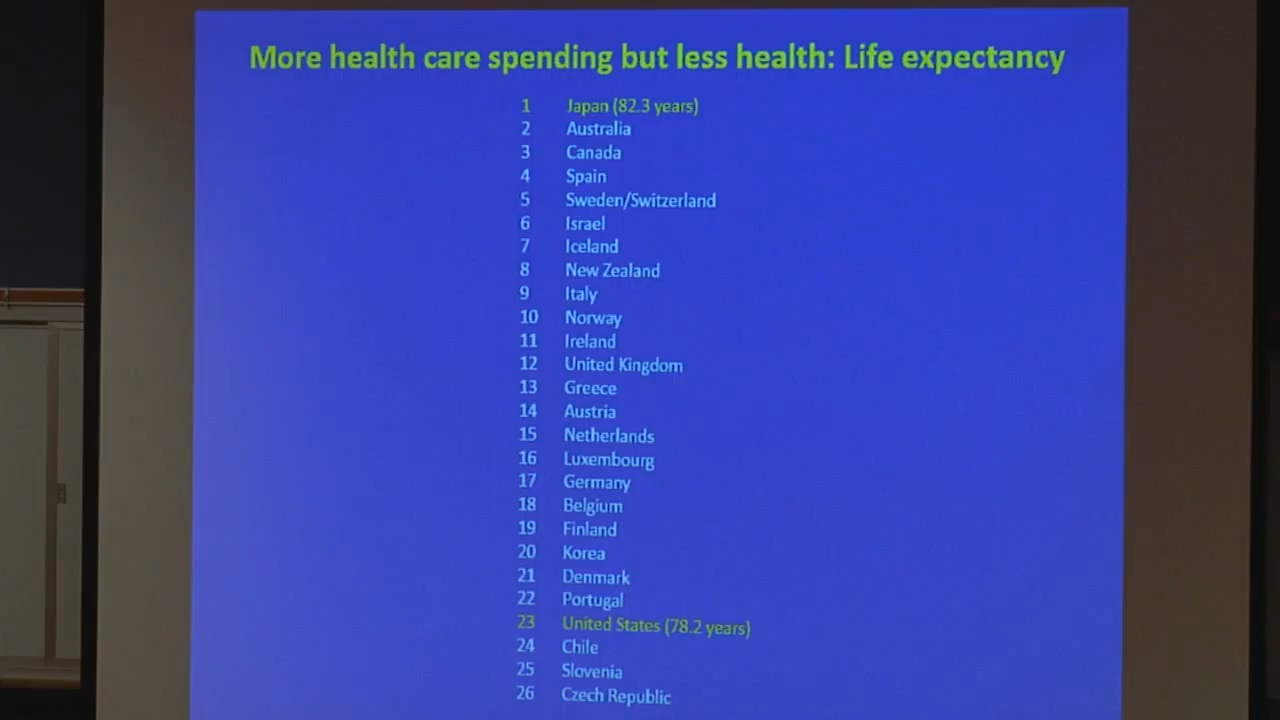 More health care spending but less health: Life expectancy
1 Japan (82.3 years)
2 Australia
3 Canada
4 Spain
5 Sweden/Switzerland
6 Israel
7 Iceland
8 New Zealand
9 Italy
10 Norway
11 Ireland
12 United Kingdom
13 Greece
14 Austria
15 Netherlands
16 Luxembourg
17 Germany
18 Belgium
19 Finland
20 Korea
21 Denmark
22 Portugal
23 United States (78.2 years)
24 Chile
25 Slovenia
26 Czech Republic